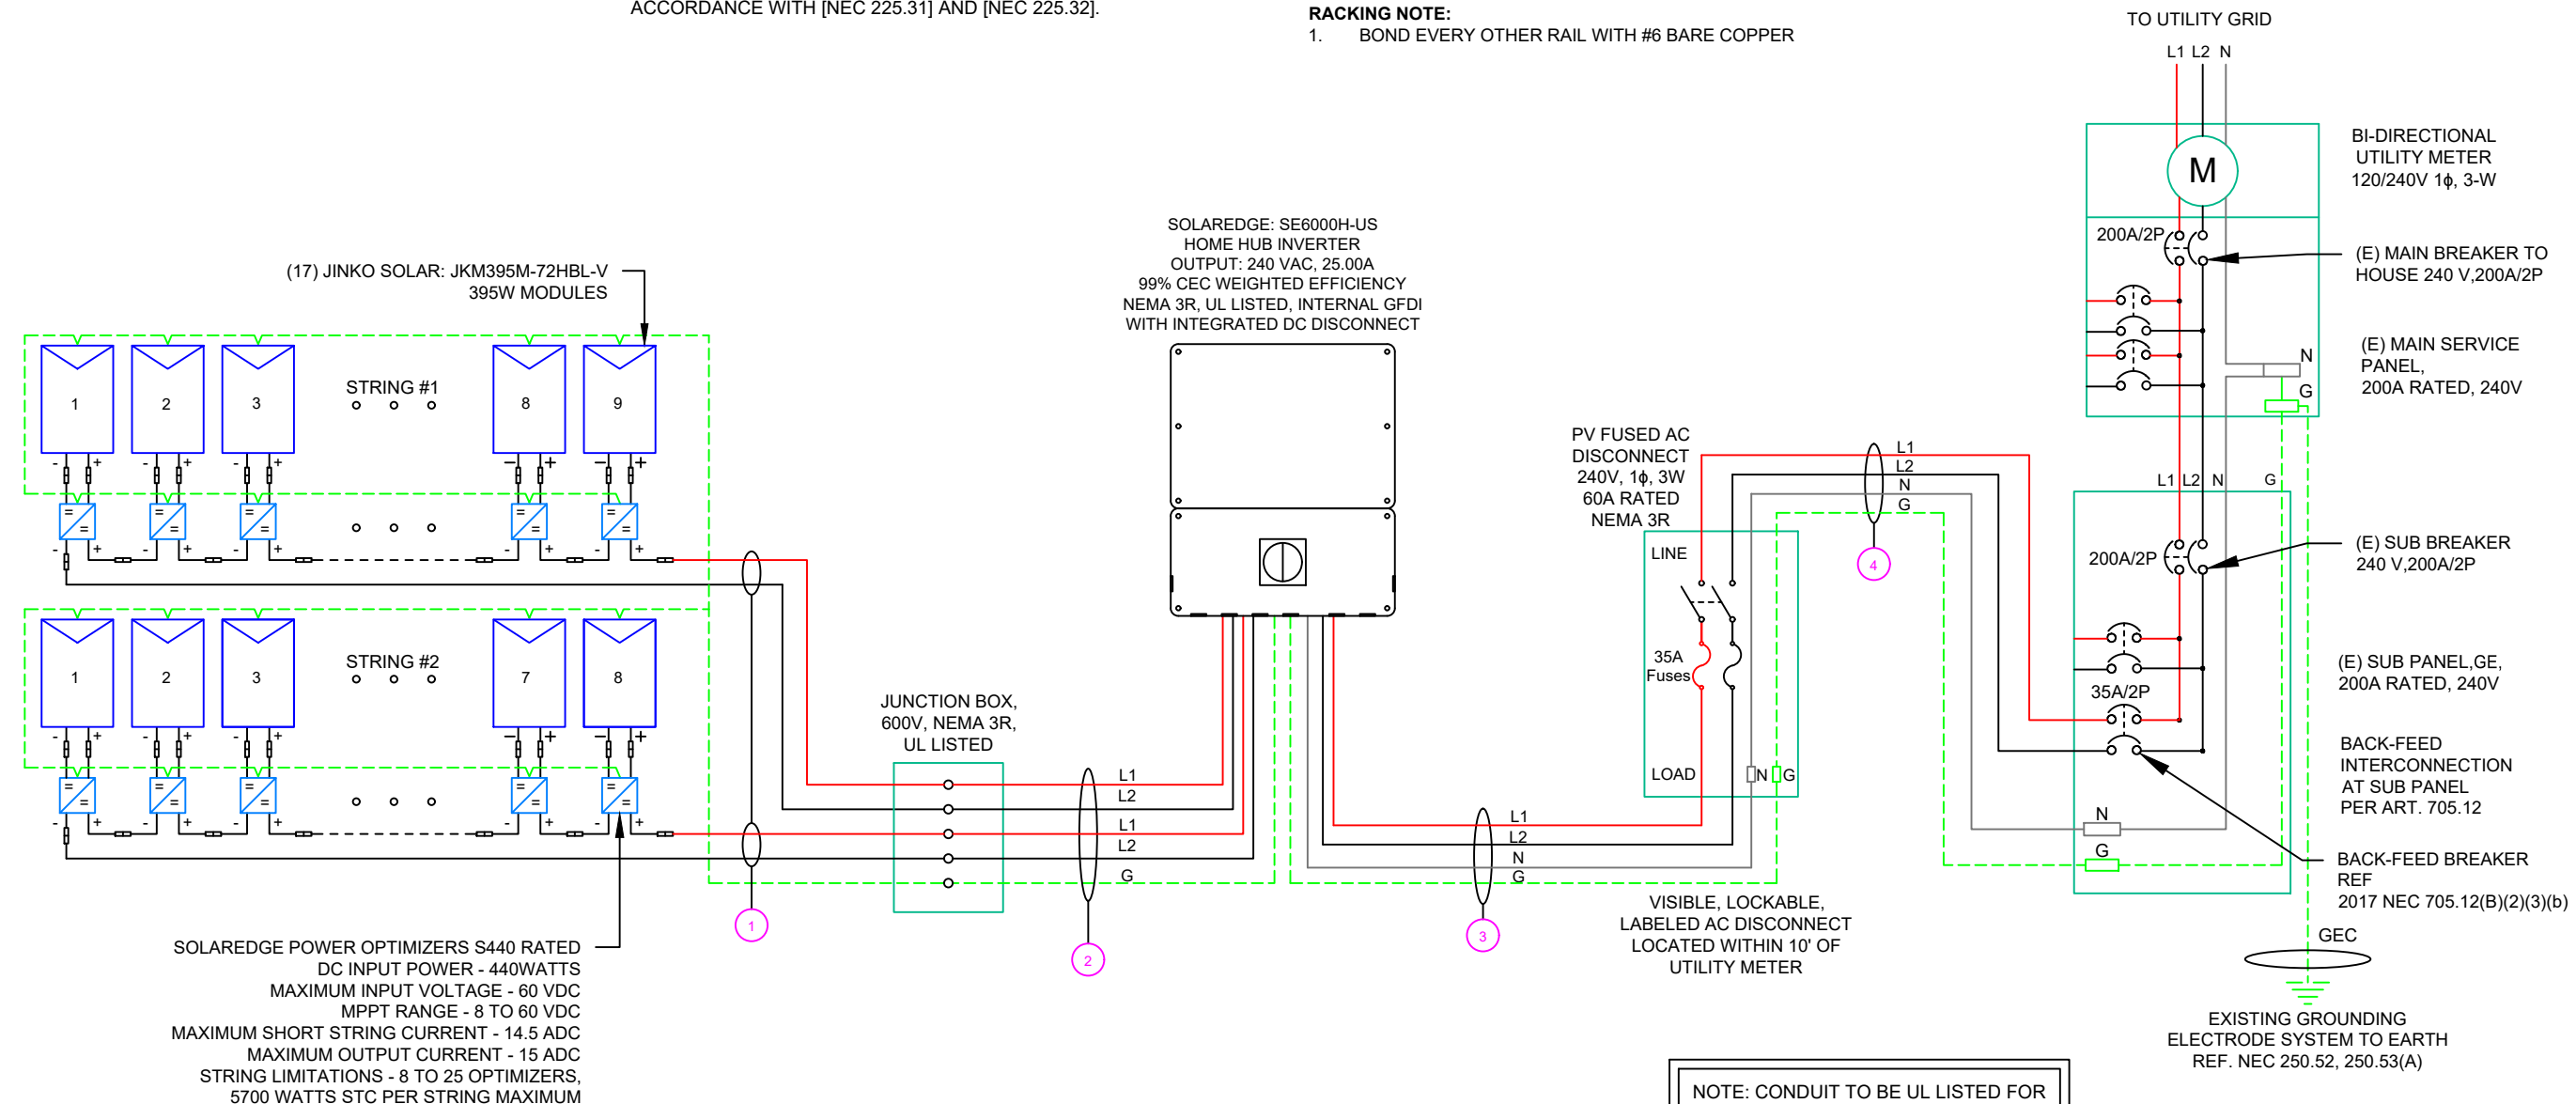 ACCORDANCE WITH [NEC 225.31] AND [NEC 225.32].
RACKING NOTE:
1. BOND EVERY OTHER RAIL WITH #6 BARE COPPER
TO UTILITY GRID
L1 L2 N
BI-DIRECTIONAL
UTILITY METER
120/240V 1ϕ, 3-W
M
200A/2P
(E) MAIN BREAKER TO
HOUSE 240 V,200A/2P
(E) MAIN SERVICE
PANEL,
200A RATED, 240V
N
G
SOLAREDGE: SE6000H-US
HOME HUB INVERTER
OUTPUT: 240 VAC, 25.00A
99% CEC WEIGHTED EFFICIENCY
NEMA 3R, UL LISTED, INTERNAL GFDI
WITH INTEGRATED DC DISCONNECT
(17) JINKO SOLAR: JKM395M-72HBL-V
395W MODULES
STRING #1
1 2 3 8 9
- + - + - + - + - +
= = = = = = = = = =
- + - + - + - + - +
STRING #2
1 2 3 7 8
- + - + - + - + - +
= = = = = = = = = =
- + - + - + - + - +
1
SOLAREDGE POWER OPTIMIZERS S440 RATED
DC INPUT POWER - 440WATTS
MAXIMUM INPUT VOLTAGE - 60 VDC
MPPT RANGE - 8 TO 60 VDC
MAXIMUM SHORT STRING CURRENT - 14.5 ADC
MAXIMUM OUTPUT CURRENT - 15 ADC
STRING LIMITATIONS - 8 TO 25 OPTIMIZERS,
5700 WATTS STC PER STRING MAXIMUM
JUNCTION BOX,
600V, NEMA 3R,
UL LISTED
L1
L2
L1
L2
G
2
L1
L2
N
G
3
PV FUSED AC
DISCONNECT
240V, 1ϕ, 3W
60A RATED
NEMA 3R
LINE
35A
Fuses
LOAD
N G
VISIBLE, LOCKABLE,
LABELED AC DISCONNECT
LOCATED WITHIN 10' OF
UTILITY METER
L1
L2
N
G
4
L1 L2 N G
200A/2P
(E) SUB BREAKER
240 V,200A/2P
35A/2P
(E) SUB PANEL,GE,
200A RATED, 240V
BACK-FEED
INTERCONNECTION
AT SUB PANEL
PER ART. 705.12
N
G
BACK-FEED BREAKER
REF
2017 NEC 705.12(B)(2)(3)(b)
GEC
EXISTING GROUNDING
ELECTRODE SYSTEM TO EARTH
REF. NEC 250.52, 250.53(A)
NOTE: CONDUIT TO BE UL LISTED FOR